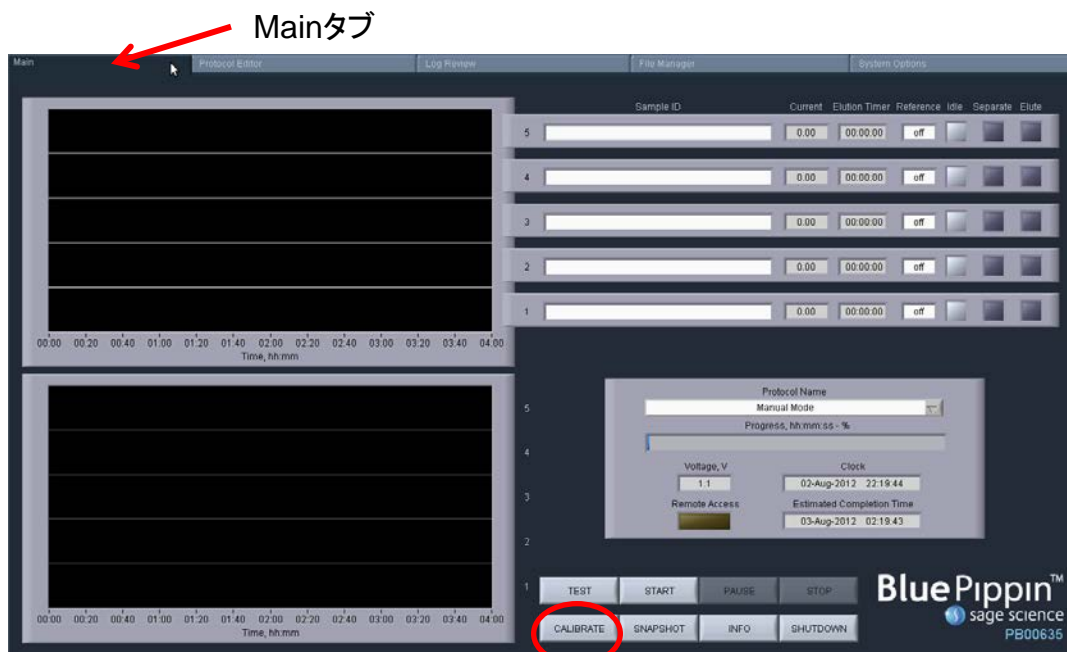 Mainタブ
Main Protocol Editor Log Review File Manager System Options
Sample ID Current Elution Timer Reference Idle Separate Elute
5 0.00 00:00:00 off
4 0.00 00:00:00 off
3 0.00 00:00:00 off
2 0.00 00:00:00 off
1 0.00 00:00:00 off
00:00 00:20 00:40 01:00 01:20 01:40 02:00 02:20 02:40 03:00 03:20 03:40 04:00
Time, hh:mm
5
4
3
2
1
00:00 00:20 00:40 01:00 01:20 01:40 02:00 02:20 02:40 03:00 03:20 03:40 04:00
Time, hh:mm
Protocol Name
Manual Mode
Progress, hh:mm:ss - %
Voltage, V Clock
1.1 02-Aug-2012 22:19:44
Remote Access Estimated Completion Time
03-Aug-2012 02:19:43
TEST START PAUSE STOP
CALIBRATE SNAPSHOT INFO SHUTDOWN
BluePippin™
sage science
PB00635